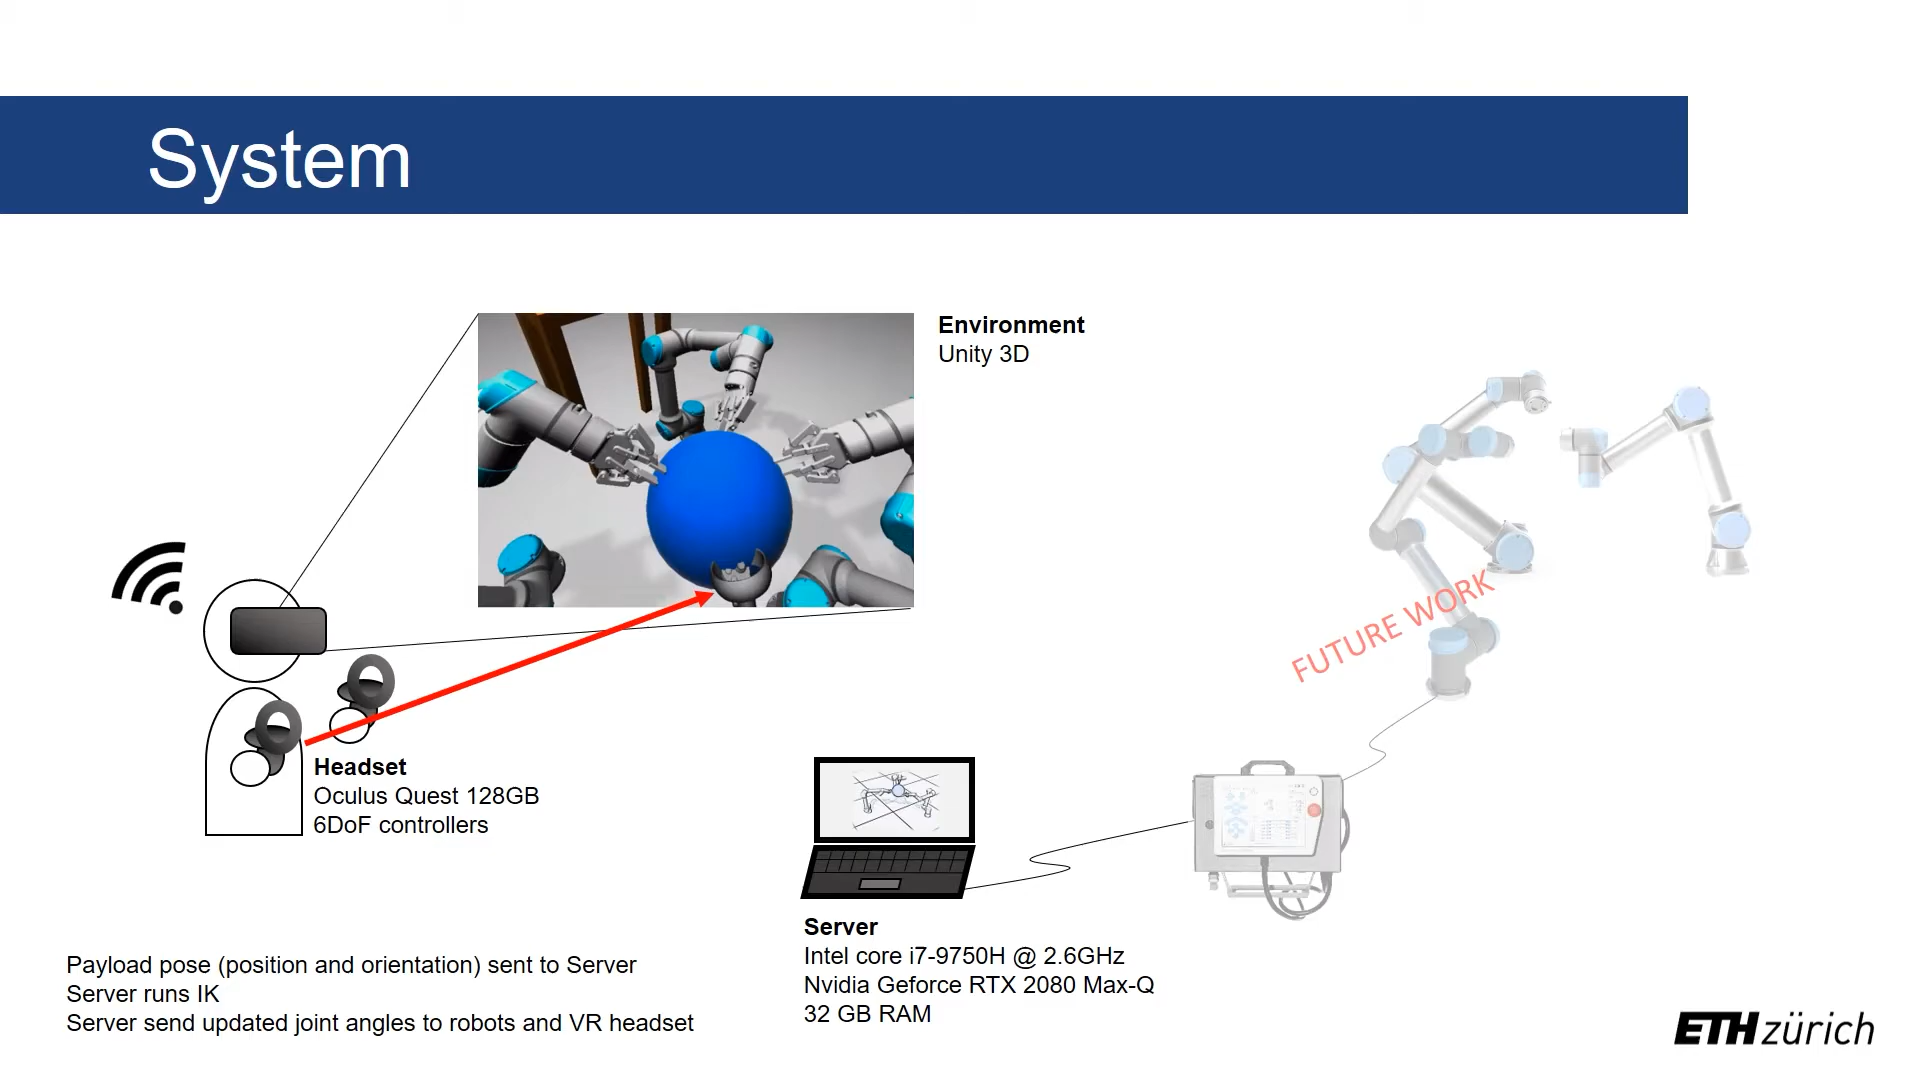 System
Environment
Unity 3D
FUTURE WORK
Headset
Oculus Quest 128GB
6DoF controllers
Server
Intel core i7-9750H @ 2.6GHz
Nvidia Geforce RTX 2080 Max-Q
32 GB RAM
Payload pose (position and orientation) sent to Server
Server runs IK
Server send updated joint angles to robots and VR headset
ETH zürich